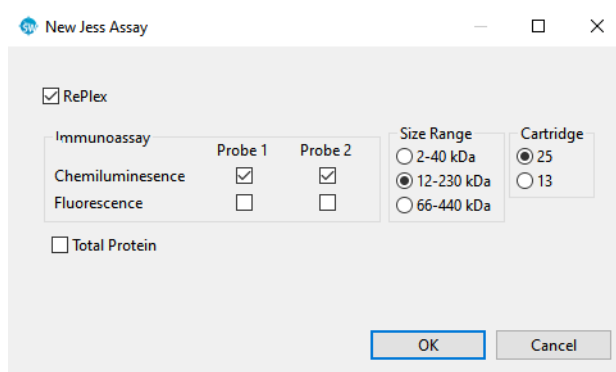 SW New Jess Assay
RePlex
Immunoassay
Probe 1 Probe 2
Chemiluminesence
Fluorescence
Size Range
2-40 kDa
12-230 kDa
66-440 kDa
Cartridge
25
13
Total Protein
OK Cancel